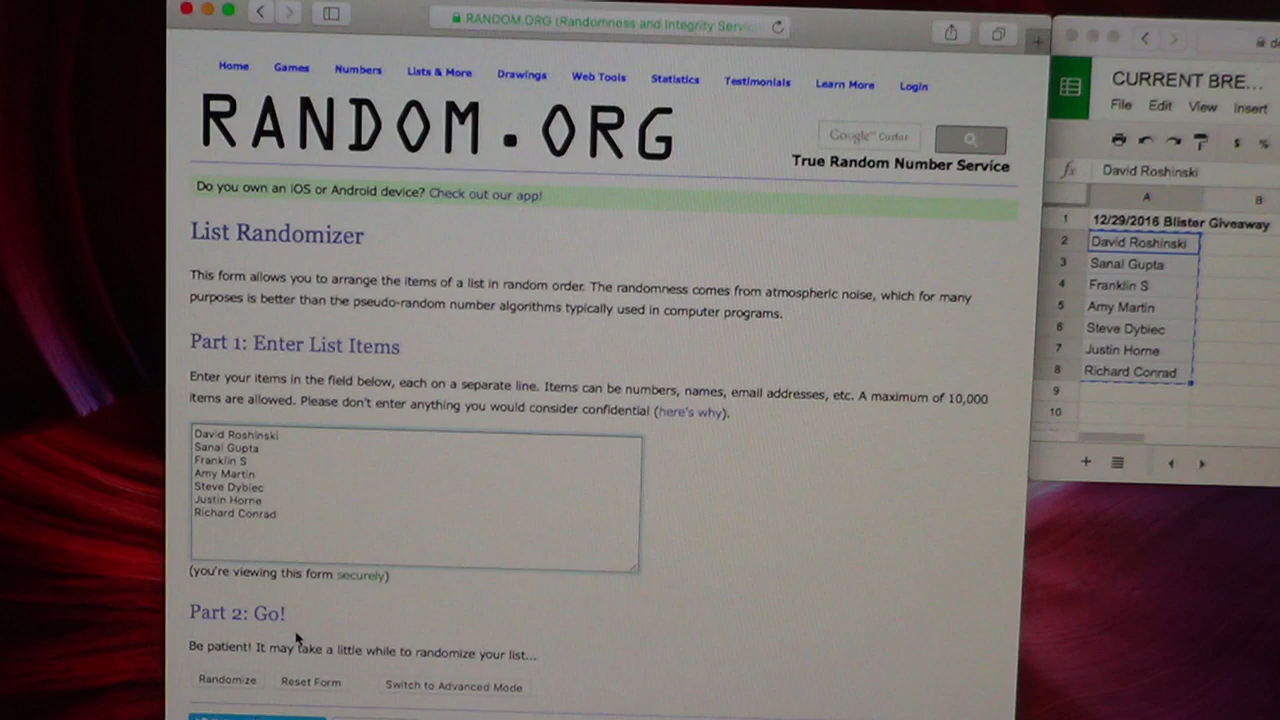 RANDOM.ORG (Randomness and Integrity Servic
Home Games Numbers Lists & More Drawings Web Tools Statistics Testimonials Learn More Login
RANDOM.ORG
Google™ Custor
True Random Number Service
Do you own an iOS or Android device? Check out our app!
List Randomizer
This form allows you to arrange the items of a list in random order. The randomness comes from atmospheric noise, which for many
purposes is better than the pseudo-random number algorithms typically used in computer programs.
Part 1: Enter List Items
Enter your items in the field below, each on a separate line. Items can be numbers, names, email addresses, etc. A maximum of 10,000
items are allowed. Please don't enter anything you would consider confidential (here's why).
David Roshinski
Sanal Gupta
Franklin S
Amy Martin
Steve Dybiec
Justin Horne
Richard Conrad
(you're viewing this form securely)
Part 2: Go!
Be patient! It may take a little while to randomize your list...
Randomize Reset Form Switch to Advanced Mode
CURRENT BRE...
File Edit View Insert
$ %
fx David Roshinski
A B
1 12/29/2016 Blister Giveaway
2 David Roshinski
3 Sanal Gupta
4 Franklin S
5 Amy Martin
6 Steve Dybiec
7 Justin Horne
8 Richard Conrad
9
10